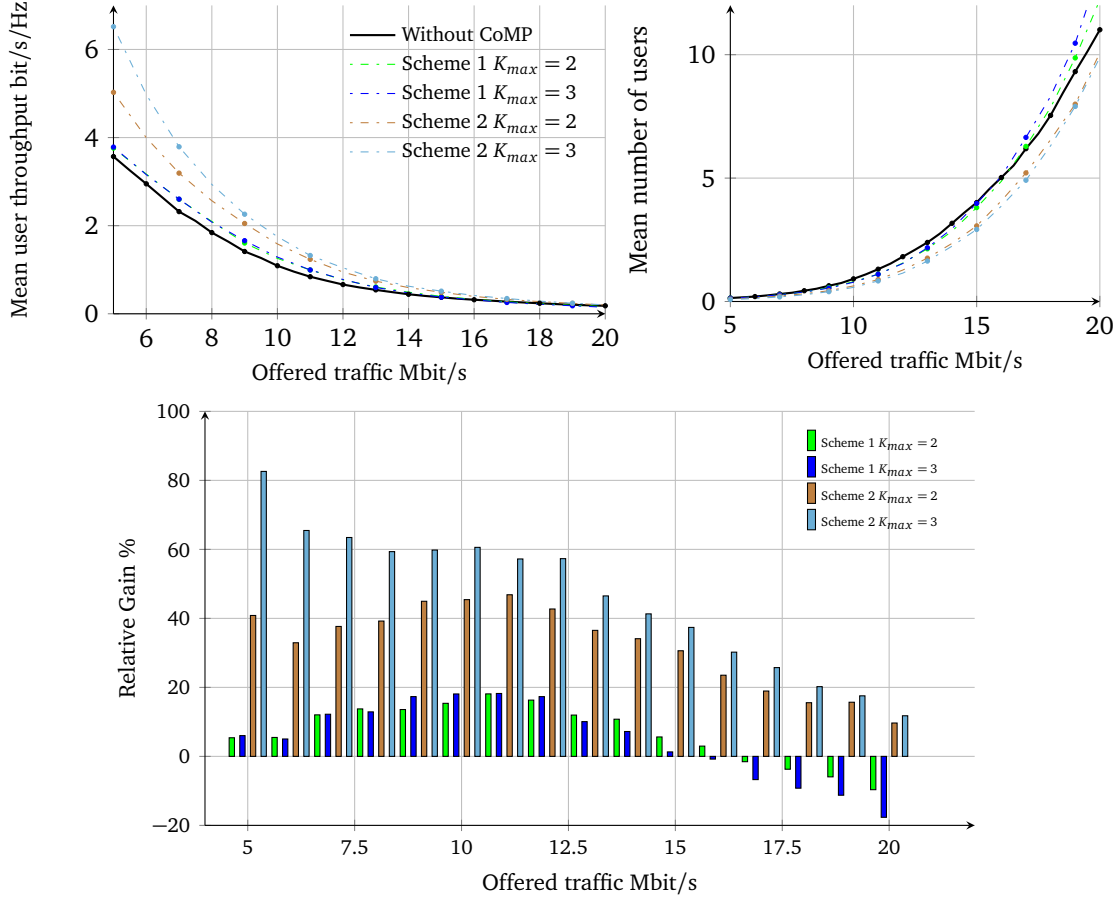 Mean user throughput bit/s/Hz
6
4
2
0
6 8 10 12 14 16 18 20
Offered traffic Mbit/s
Without CoMP
Scheme 1 K_max = 2
Scheme 1 K_max = 3
Scheme 2 K_max = 2
Scheme 2 K_max = 3
Mean number of users
10
5
0
5 10 15 20
Offered traffic Mbit/s
Relative Gain %
100
80
60
40
20
0
−20
5 7.5 10 12.5 15 17.5 20
Offered traffic Mbit/s
Scheme 1 K_max = 2
Scheme 1 K_max = 3
Scheme 2 K_max = 2
Scheme 2 K_max = 3